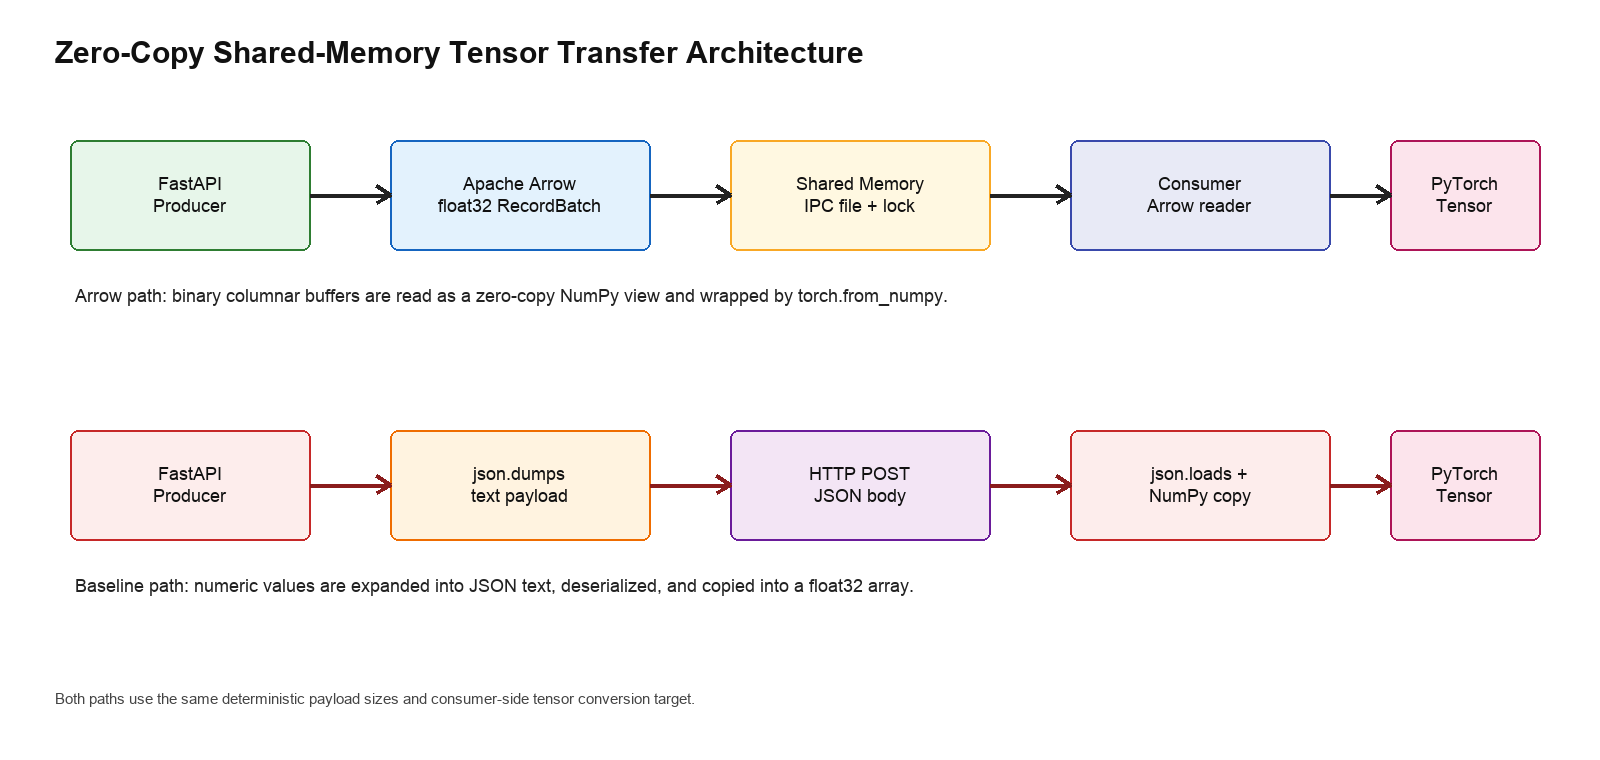 Zero-Copy Shared-Memory Tensor Transfer Architecture
FastAPI
Producer
Apache Arrow
float32 RecordBatch
Shared Memory
IPC file + lock
Consumer
Arrow reader
PyTorch
Tensor
Arrow path: binary columnar buffers are read as a zero-copy NumPy view and wrapped by torch.from_numpy.
FastAPI
Producer
json.dumps
text payload
HTTP POST
JSON body
json.loads +
NumPy copy
PyTorch
Tensor
Baseline path: numeric values are expanded into JSON text, deserialized, and copied into a float32 array.
Both paths use the same deterministic payload sizes and consumer-side tensor conversion target.